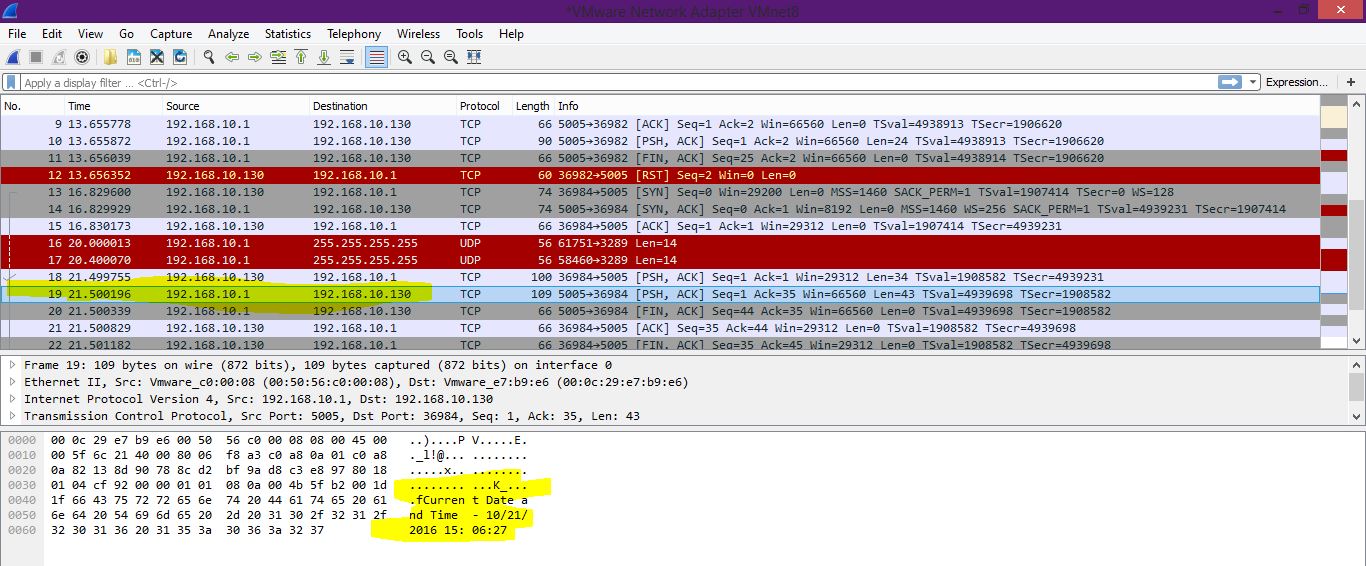 *VMware Network Adapter VMnet8
File Edit View Go Capture Analyze Statistics Telephony Wireless Tools Help
Apply a display filter ... <Ctrl-/> Expression... +
No. Time Source Destination Protocol Length Info
9 13.655778 192.168.10.1 192.168.10.130 TCP 66 5005→36982 [ACK] Seq=1 Ack=2 Win=66560 Len=0 TSval=4938913 TSecr=1906620
10 13.655872 192.168.10.1 192.168.10.130 TCP 90 5005→36982 [PSH, ACK] Seq=1 Ack=2 Win=66560 Len=24 TSval=4938913 TSecr=1906620
11 13.656039 192.168.10.1 192.168.10.130 TCP 66 5005→36982 [FIN, ACK] Seq=25 Ack=2 Win=66560 Len=0 TSval=4938914 TSecr=1906620
12 13.656352 192.168.10.130 192.168.10.1 TCP 60 36982→5005 [RST] Seq=2 Win=0 Len=0
13 16.829600 192.168.10.130 192.168.10.1 TCP 74 36984→5005 [SYN] Seq=0 Win=29200 Len=0 MSS=1460 SACK_PERM=1 TSval=1907414 TSecr=0 WS=128
14 16.829929 192.168.10.1 192.168.10.130 TCP 74 5005→36984 [SYN, ACK] Seq=0 Ack=1 Win=8192 Len=0 MSS=1460 WS=256 SACK_PERM=1 TSval=4939231 TSecr=1907414
15 16.830173 192.168.10.130 192.168.10.1 TCP 66 36984→5005 [ACK] Seq=1 Ack=1 Win=29312 Len=0 TSval=1907414 TSecr=4939231
16 20.000013 192.168.10.1 255.255.255.255 UDP 56 61751→3289 Len=14
17 20.400070 192.168.10.1 255.255.255.255 UDP 56 58460→3289 Len=14
18 21.499755 192.168.10.130 192.168.10.1 TCP 100 36984→5005 [PSH, ACK] Seq=1 Ack=1 Win=29312 Len=34 TSval=1908582 TSecr=4939231
19 21.500196 192.168.10.1 192.168.10.130 TCP 109 5005→36984 [PSH, ACK] Seq=1 Ack=35 Win=66560 Len=43 TSval=4939698 TSecr=1908582
20 21.500339 192.168.10.1 192.168.10.130 TCP 66 5005→36984 [FIN, ACK] Seq=44 Ack=35 Win=66560 Len=0 TSval=4939698 TSecr=1908582
21 21.500829 192.168.10.130 192.168.10.1 TCP 66 36984→5005 [ACK] Seq=35 Ack=44 Win=29312 Len=0 TSval=1908582 TSecr=4939698
22 21.501182 192.168.10.130 192.168.10.1 TCP 66 36984→5005 [FIN, ACK] Seq=35 Ack=45 Win=29312 Len=0 TSval=1908582 TSecr=4939698
Frame 19: 109 bytes on wire (872 bits), 109 bytes captured (872 bits) on interface 0
Ethernet II, Src: Vmware_c0:00:08 (00:50:56:c0:00:08), Dst: Vmware_e7:b9:e6 (00:0c:29:e7:b9:e6)
Internet Protocol Version 4, Src: 192.168.10.1, Dst: 192.168.10.130
Transmission Control Protocol, Src Port: 5005, Dst Port: 36984, Seq: 1, Ack: 35, Len: 43
0000 00 0c 29 e7 b9 e6 00 50 56 c0 00 08 08 00 45 00 ..)....P V.....E.
0010 00 5f 6c 21 40 00 80 06 f8 a3 c0 a8 0a 01 c0 a8 ._l!@... ........
0020 0a 82 13 8d 90 78 8c d2 bf 9a d8 c3 e8 97 80 18 .....x.. ........
0030 01 04 cf 92 00 00 01 01 08 0a 00 4b 5f b2 00 1d ........ ...K_...
0040 1f 66 43 75 72 72 65 6e 74 20 44 61 74 65 20 61 .fCurren t Date a
0050 6e 64 20 54 69 6d 65 20 2d 20 31 30 2f 32 31 2f nd Time - 10/21/
0060 32 30 31 36 20 31 35 3a 30 36 3a 32 37 2016 15: 06:27